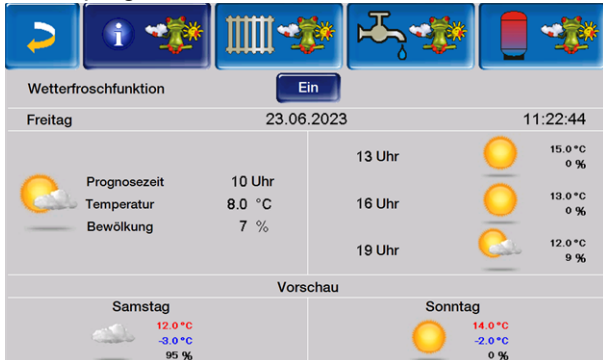 i
Wetterfroschfunktion Ein
Freitag 23.06.2023 11:22:44
Prognosezeit 10 Uhr
Temperatur 8.0 °C
Bewölkung 7 %
13 Uhr 15.0 °C
0 %
16 Uhr 13.0 °C
0 %
19 Uhr 12.0 °C
9 %
Vorschau
Samstag Sonntag
12.0 °C 14.0 °C
-3.0 °C -2.0 °C
95 % 0 %